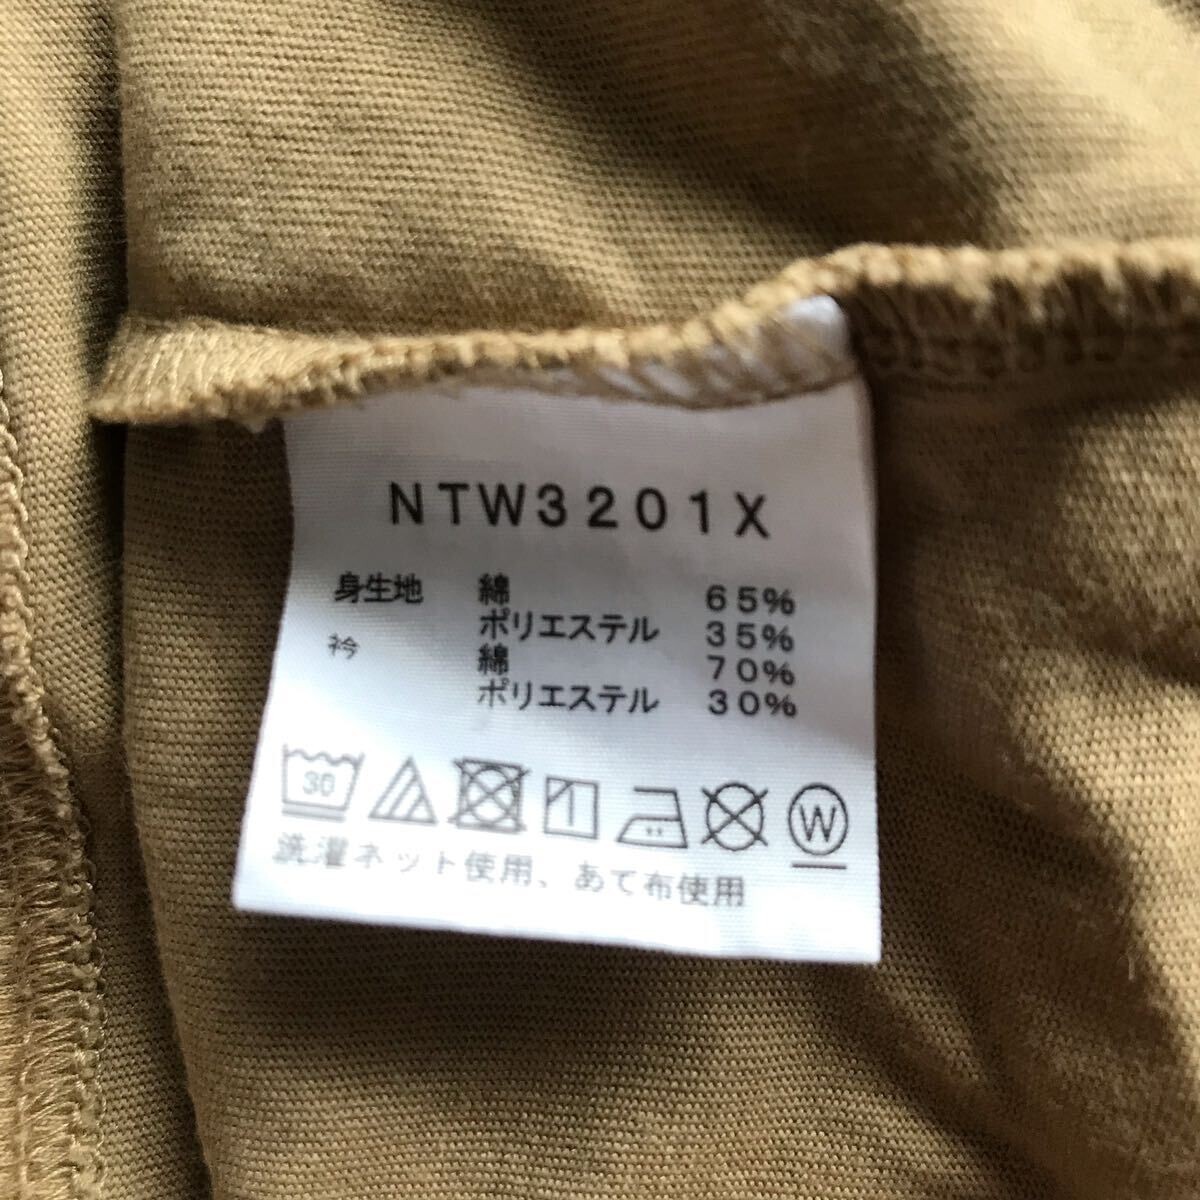 NTW3201X
身生地 綿 65%
ポリエステル 35%
衿 綿 70%
ポリエステル 30%
30 W
洗濯ネット使用、あて布使用